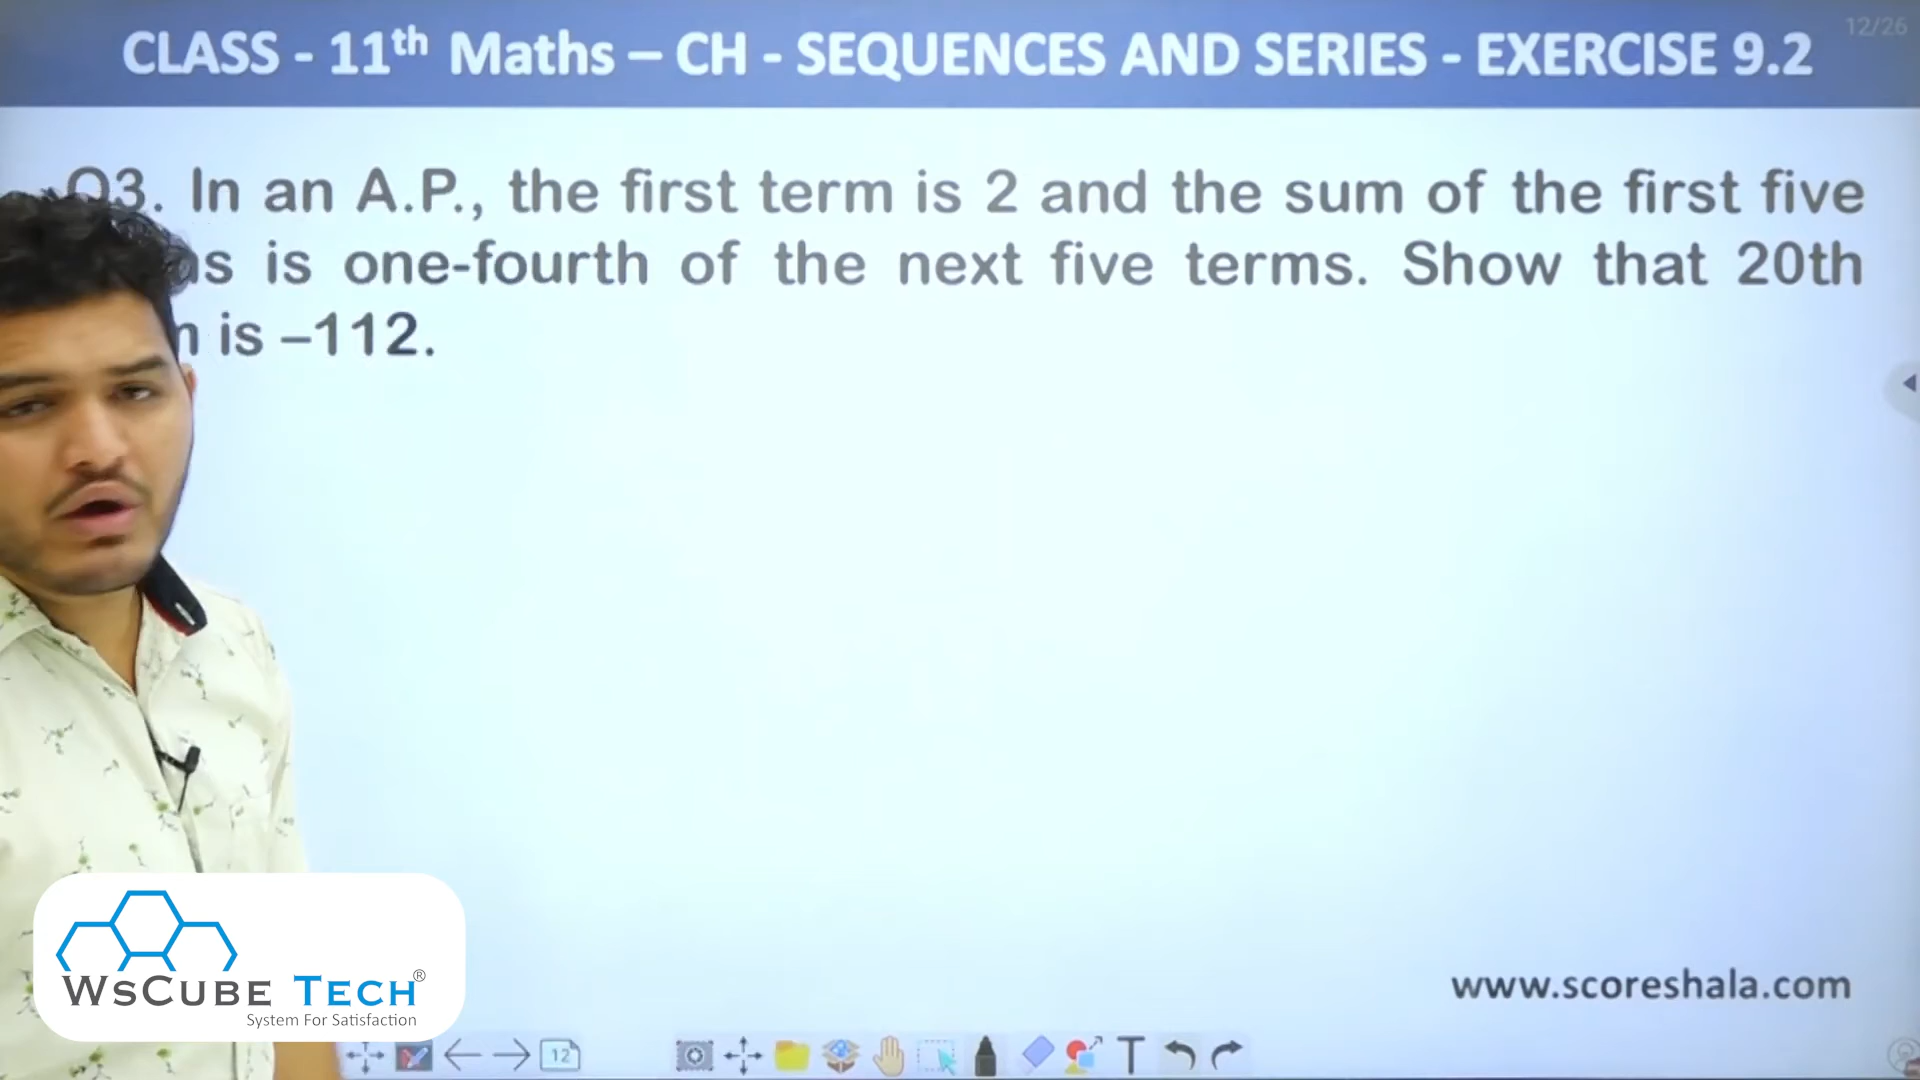 12/26
CLASS - 11th Maths – CH - SEQUENCES AND SERIES - EXERCISE 9.2
Q3. In an A.P., the first term is 2 and the sum of the first five
is one-fourth of the next five terms. Show that 20th
is –112.
WsCube Tech®
System For Satisfaction
www.scoreshala.com
12
T